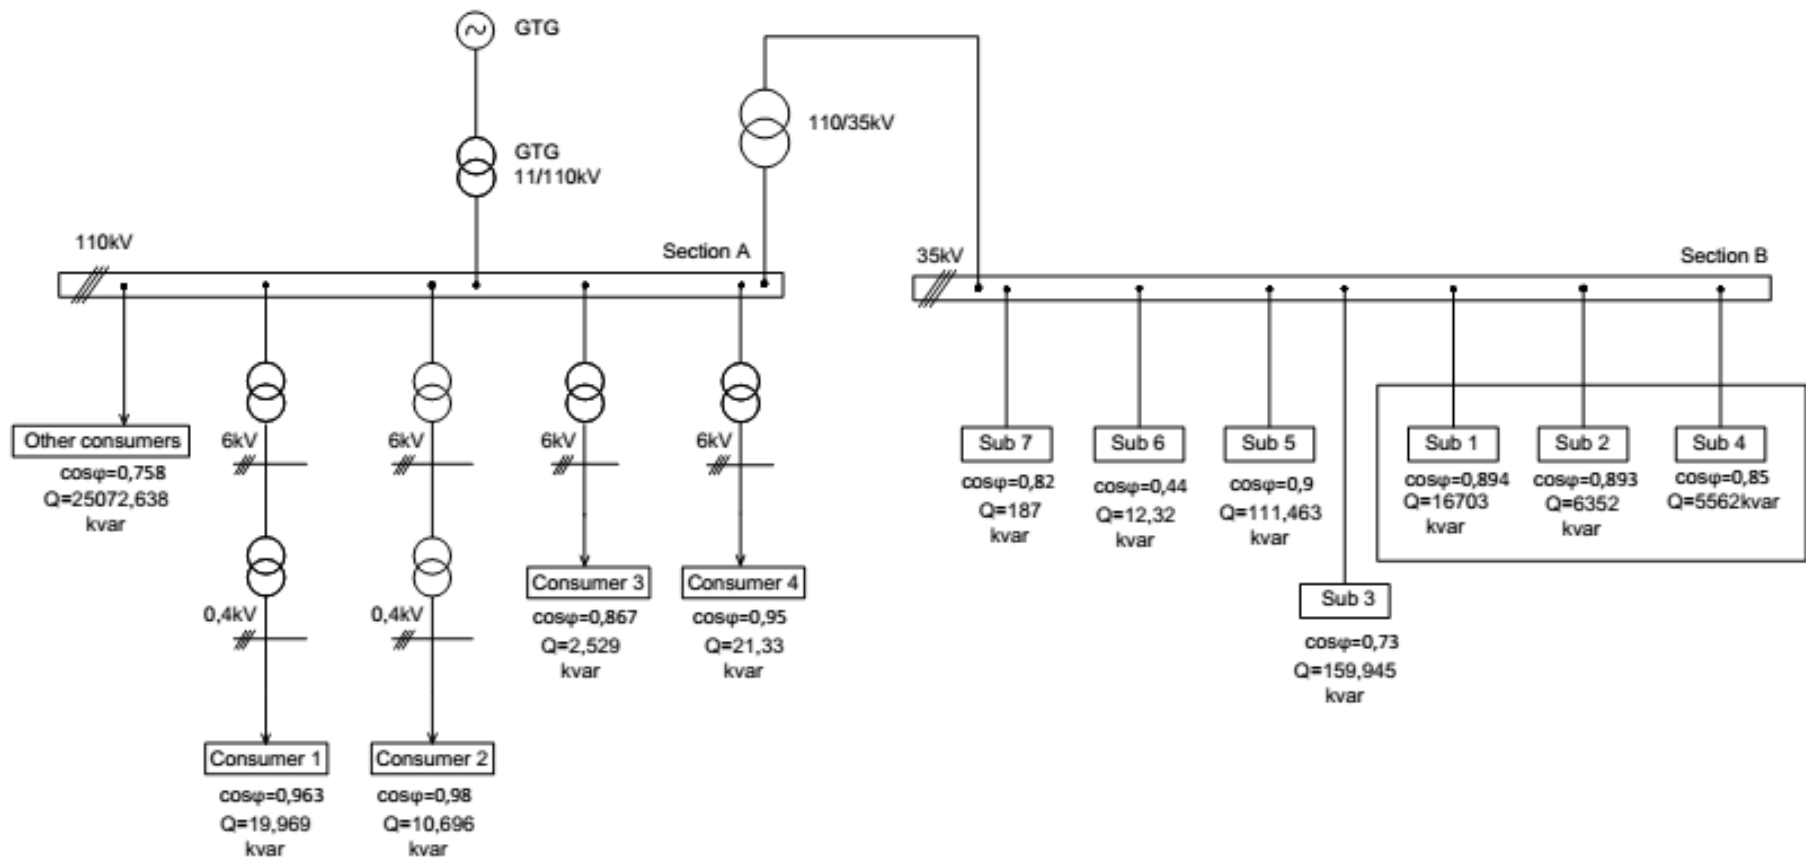 GTG
GTG
11/110kV
110/35kV
110kV
Section A
35kV
Section B
Other consumers
cosφ=0,758
Q=25072,638
kvar
6kV
6kV
6kV
6kV
0,4kV
0,4kV
Consumer 1
cosφ=0,963
Q=19,969
kvar
Consumer 2
cosφ=0,98
Q=10,696
kvar
Consumer 3
cosφ=0,867
Q=2,529
kvar
Consumer 4
cosφ=0,95
Q=21,33
kvar
Sub 7
cosφ=0,82
Q=187
kvar
Sub 6
cosφ=0,44
Q=12,32
kvar
Sub 5
cosφ=0,9
Q=111,463
kvar
Sub 3
cosφ=0,73
Q=159,945
kvar
Sub 1
cosφ=0,894
Q=16703
kvar
Sub 2
cosφ=0,893
Q=6352
kvar
Sub 4
cosφ=0,85
Q=5562kvar